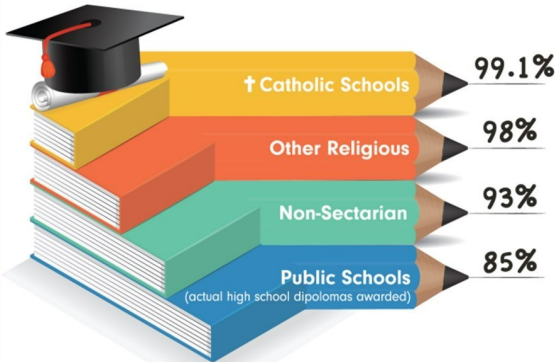 ✝ Catholic Schools 99.1%
Other Religious 98%
Non-Sectarian 93%
Public Schools 85%
(actual high school dipolomas awarded)